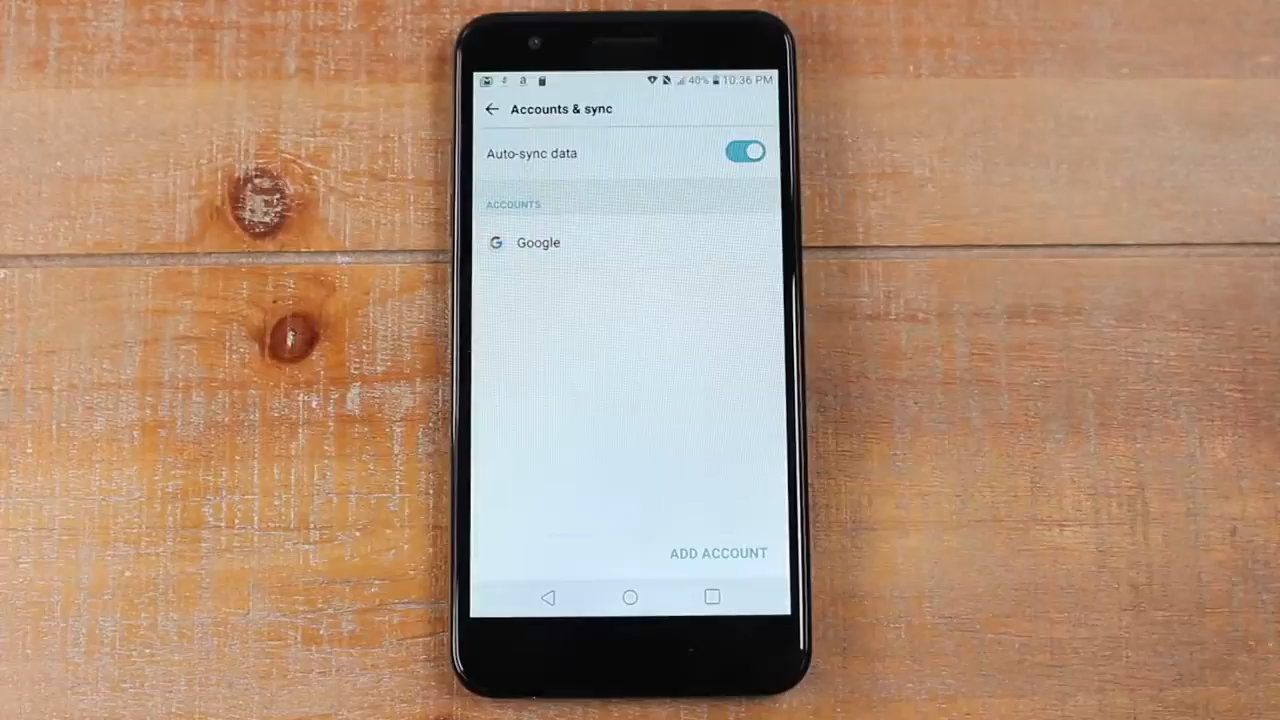 a 40% 10:36 PM
Accounts & sync
Auto-sync data
ACCOUNTS
G Google
ADD ACCOUNT